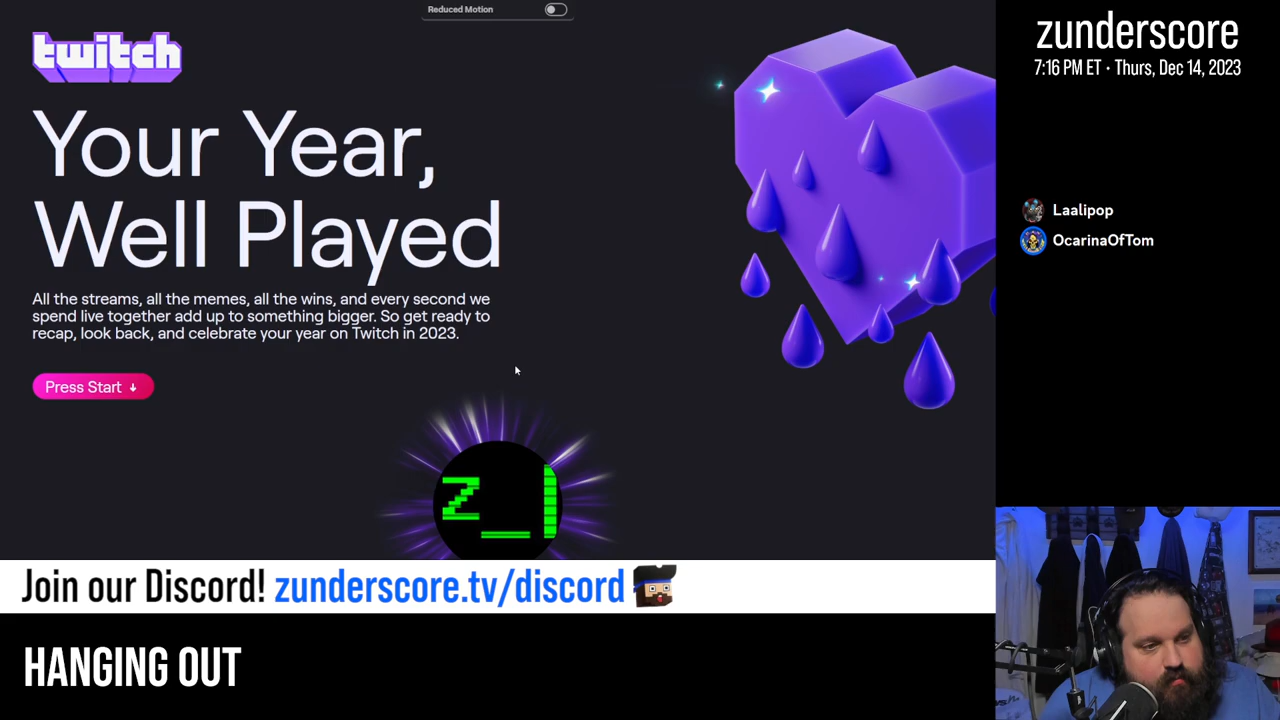 Reduced Motion
twitch
Your Year,
Well Played
All the streams, all the memes, all the wins, and every second we
spend live together add up to something bigger. So get ready to
recap, look back, and celebrate your year on Twitch in 2023.
Press Start ↓
z_|
Join our Discord! zunderscore.tv/discord
HANGING OUT
zunderscore
7:16 PM ET • Thurs, Dec 14, 2023
Laalipop
OcarinaOfTom